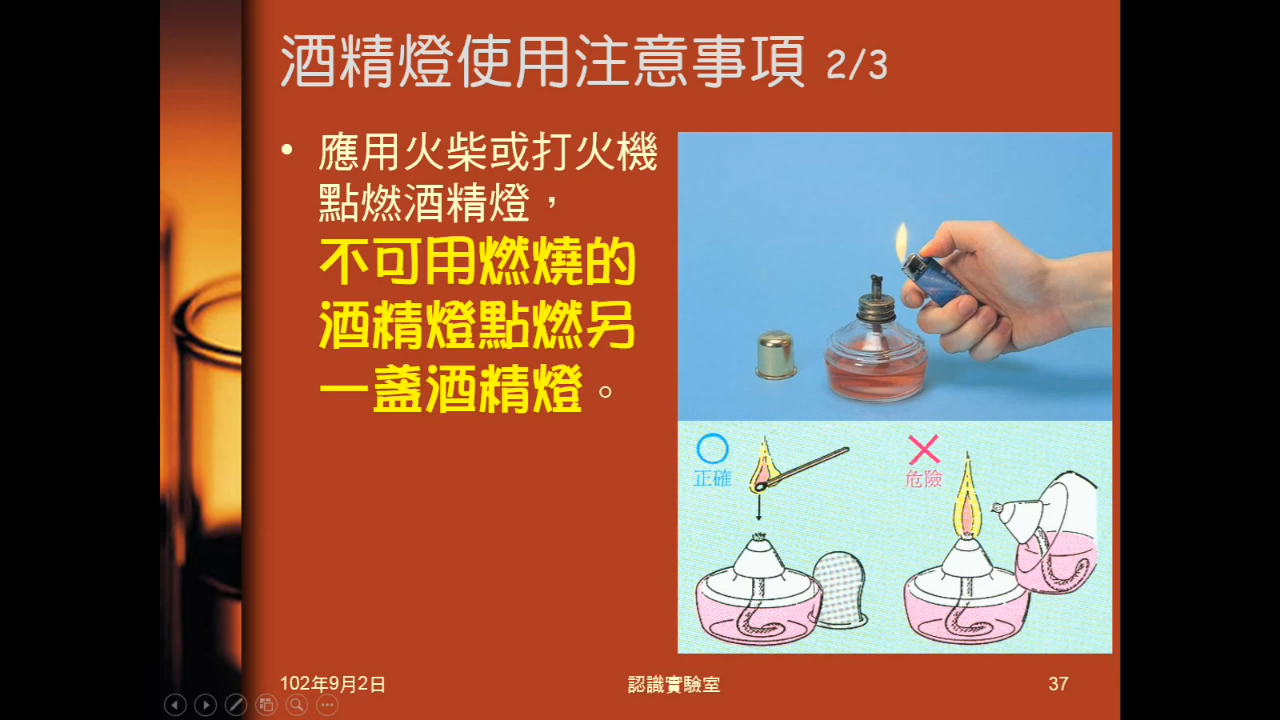 酒精燈使用注意事項 2/3
• 應用火柴或打火機
點燃酒精燈，
不可用燃燒的
酒精燈點燃另
一盞酒精燈。
正確
危險
102年9月2日
認識實驗室
37